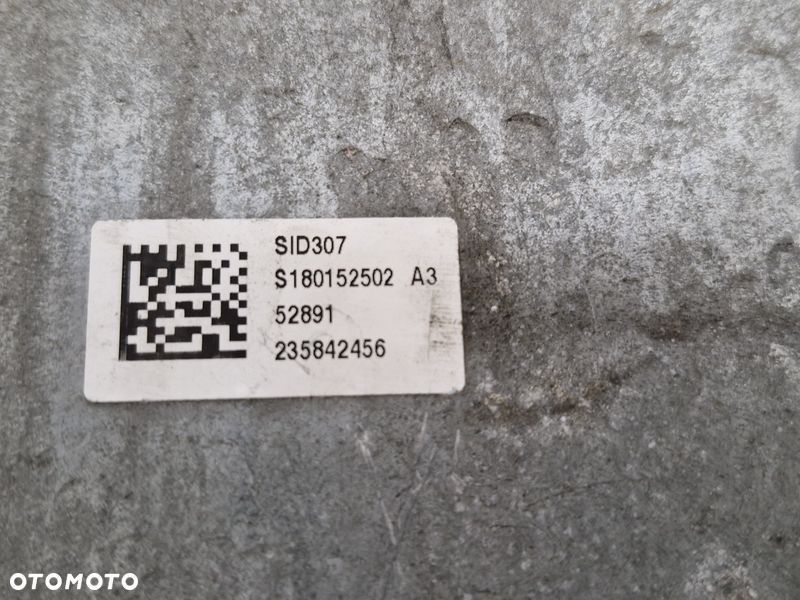 SID307
S180152502 A3
52891
235842456
OTOMOTO